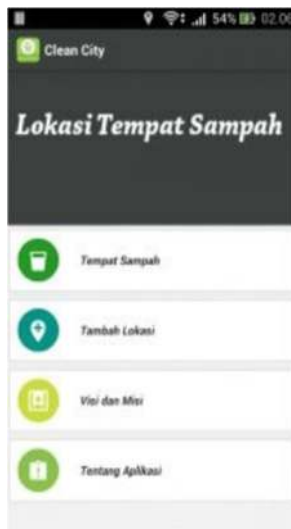 54% 02.06
Clean City
Lokasi Tempat Sampah
Tempat Sampah
Tambah Lokasi
Visi dan Misi
Tentang Aplikasi